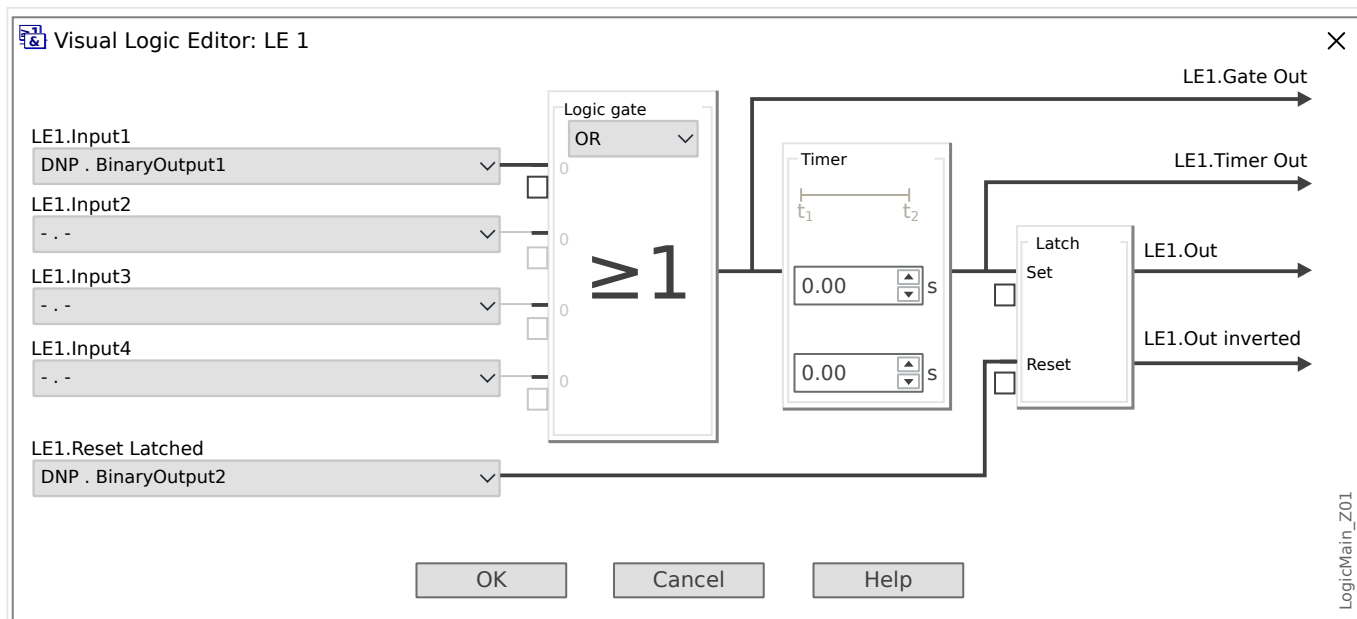 ≥1
&
Visual Logic Editor: LE 1
LE1.Gate Out
Logic gate
OR
LE1.Input1
DNP . BinaryOutput1
0
Timer
LE1.Timer Out
t1 t2
LE1.Input2
- . -
0
Latch
LE1.Out
Set
≥1
0.00 s
LE1.Input3
- . -
0
LE1.Out inverted
LE1.Input4
- . -
0
0.00 s
Reset
LE1.Reset Latched
DNP . BinaryOutput2
OK
Cancel
Help
LogicMain_Z01